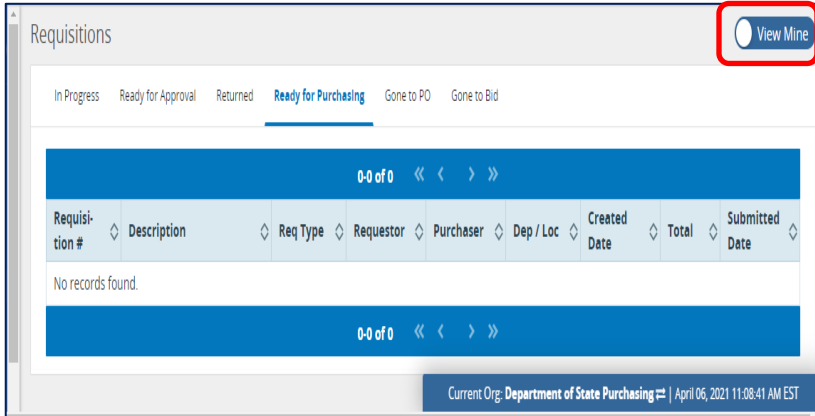 Requisitions
View Mine
In Progress Ready for Approval Returned Ready for Purchasing Gone to PO Gone to Bid
0-0 of 0 « < > »
Requisi-
tion # Description Req Type Requestor Purchaser Dep / Loc Created
Date Total Submitted
Date
No records found.
0-0 of 0 « < > »
Current Org: Department of State Purchasing ⇄ | April 06, 2021 11:08:41 AM EST